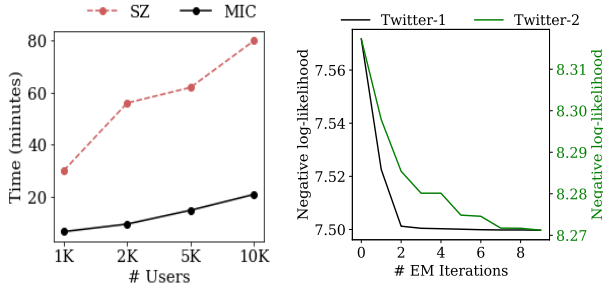 SZ MIC
Time (minutes)
80
60
40
20
1K 2K 5K 10K
# Users
Twitter-1 Twitter-2
Negative log-likelihood
7.56
7.54
7.52
7.50
8.31
8.30
8.29
8.28
8.27
Negative log-likelihood
0 2 4 6 8
# EM Iterations